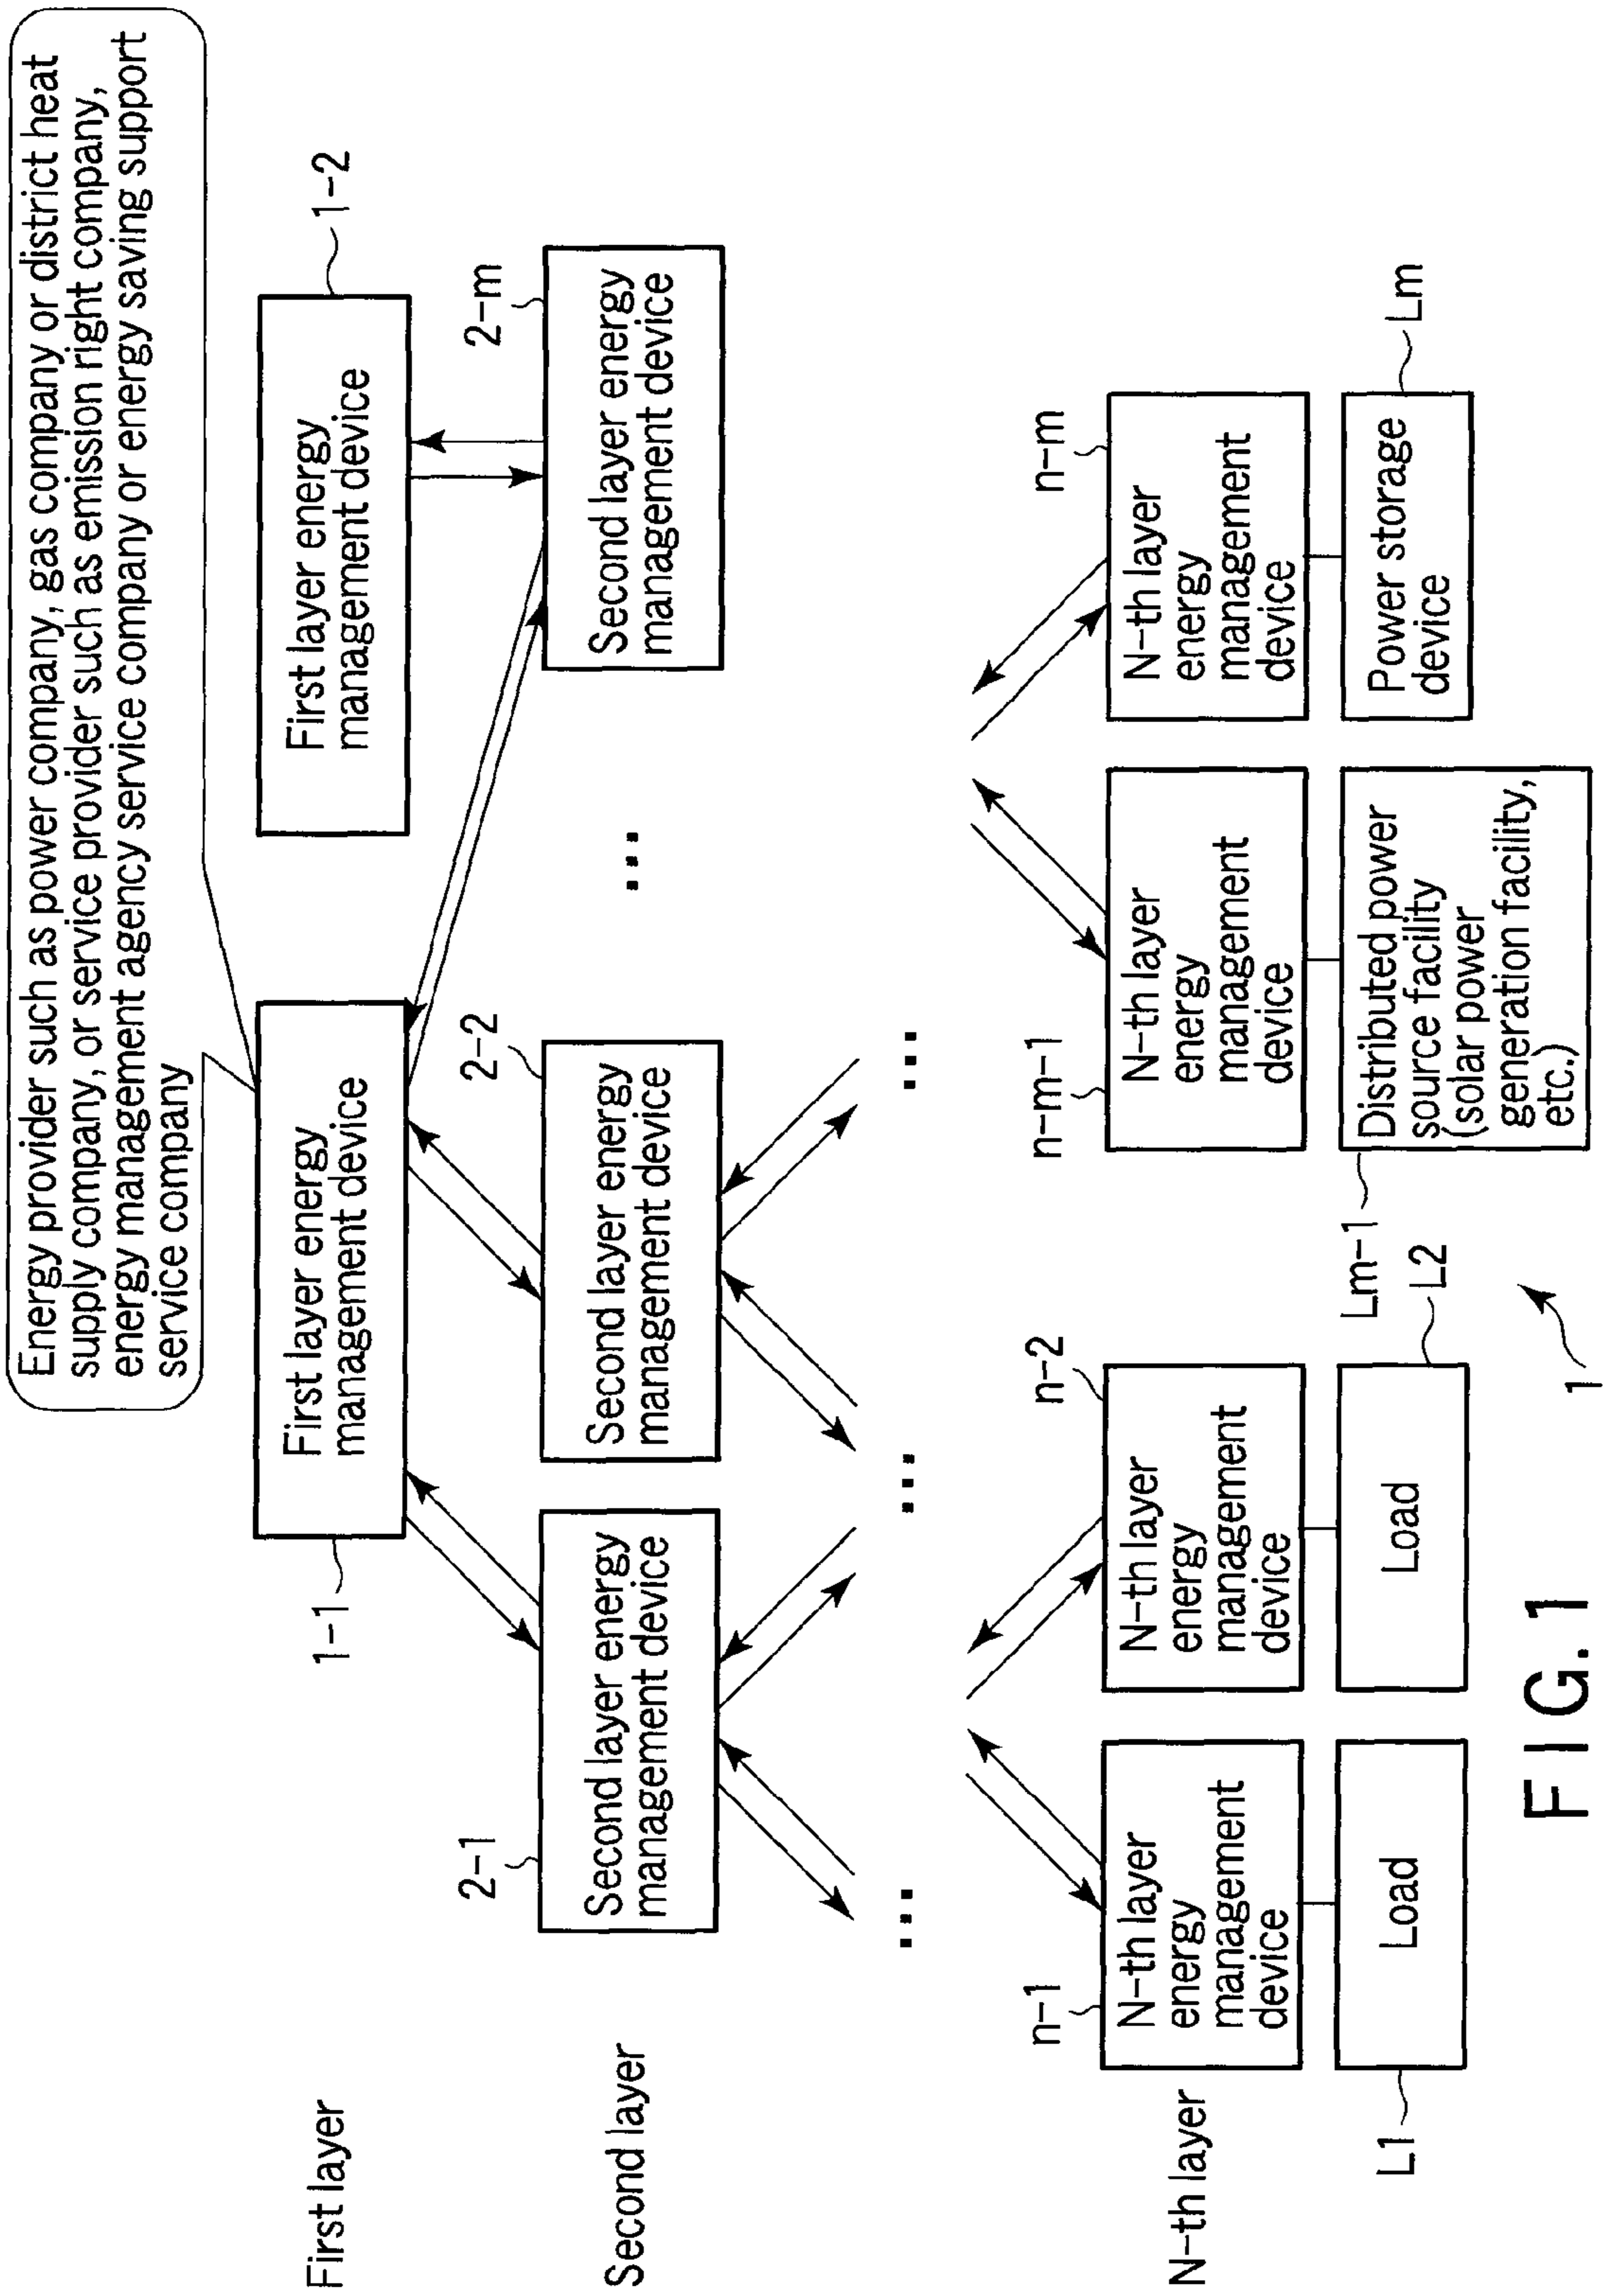 Energy provider such as power company, gas company or district heat
supply company, or service provider such as emission right company,
energy management agency service company or energy saving support
service company
First layer
1-1
First layer energy
management device
First layer energy
management device
1-2
Second layer
2-1
Second layer energy
management device
2-2
Second layer energy
management device
...
2-m
Second layer energy
management device
...
...
...
N-th layer
n-1
N-th layer
energy
management
device
n-2
N-th layer
energy
management
device
n-m-1
N-th layer
energy
management
device
n-m
N-th layer
energy
management
device
L1
Load
Load
L2
Lm-1
Distributed power
source facility
(solar power
generation facility,
etc.)
Power storage
device
Lm
1
FIG. 1